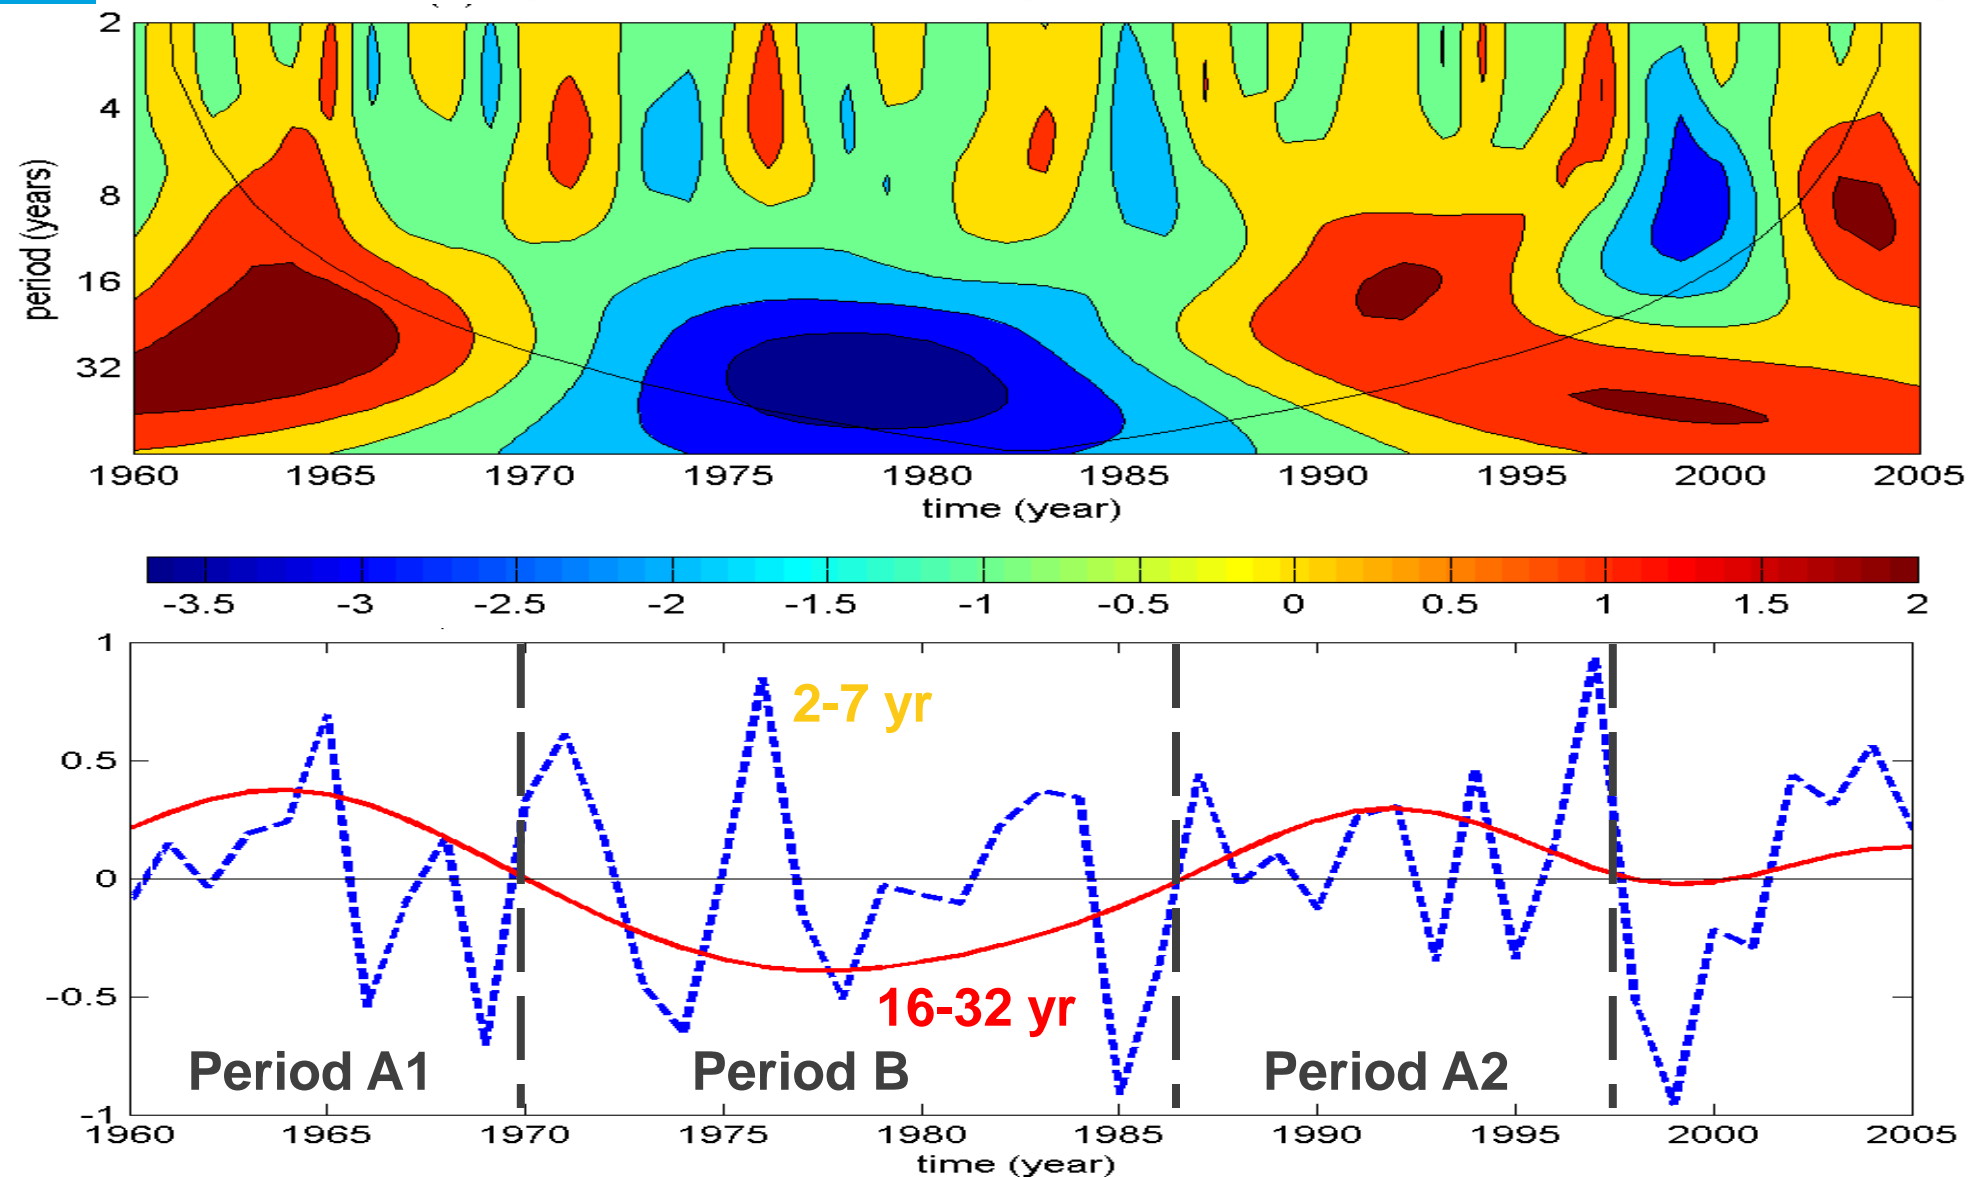 2
4
8
16
32
period (years)
1960 1965 1970 1975 1980 1985 1990 1995 2000 2005
time (year)
-3.5 -3 -2.5 -2 -1.5 -1 -0.5 0 0.5 1 1.5 2
1
0.5
0
-0.5
-1
2-7 yr
16-32 yr
Period A1 Period B Period A2
1960 1965 1970 1975 1980 1985 1990 1995 2000 2005
time (year)